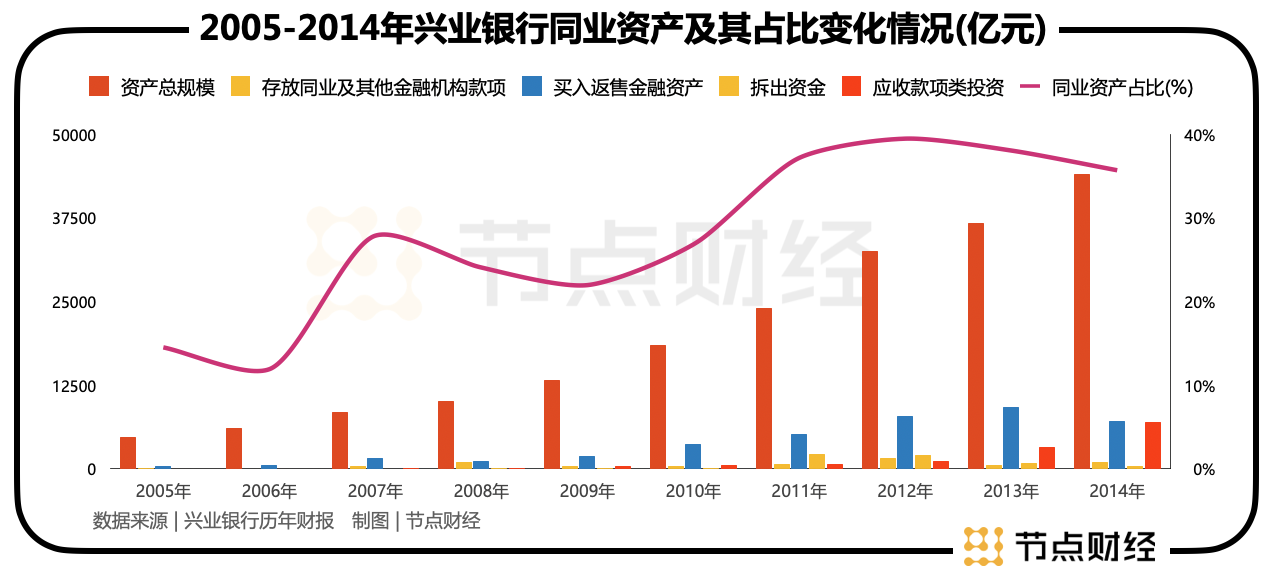 2005-2014年兴业银行同业资产及其占比变化情况(亿元)
资产总规模 存放同业及其他金融机构款项 买入返售金融资产 拆出资金 应收款项类投资 同业资产占比(%)
50000 40%
37500 30%
节点财经
25000 20%
12500 10%
0 0%
2005年 2006年 2007年 2008年 2009年 2010年 2011年 2012年 2013年 2014年
数据来源 | 兴业银行历年财报 制图 | 节点财经
节点财经